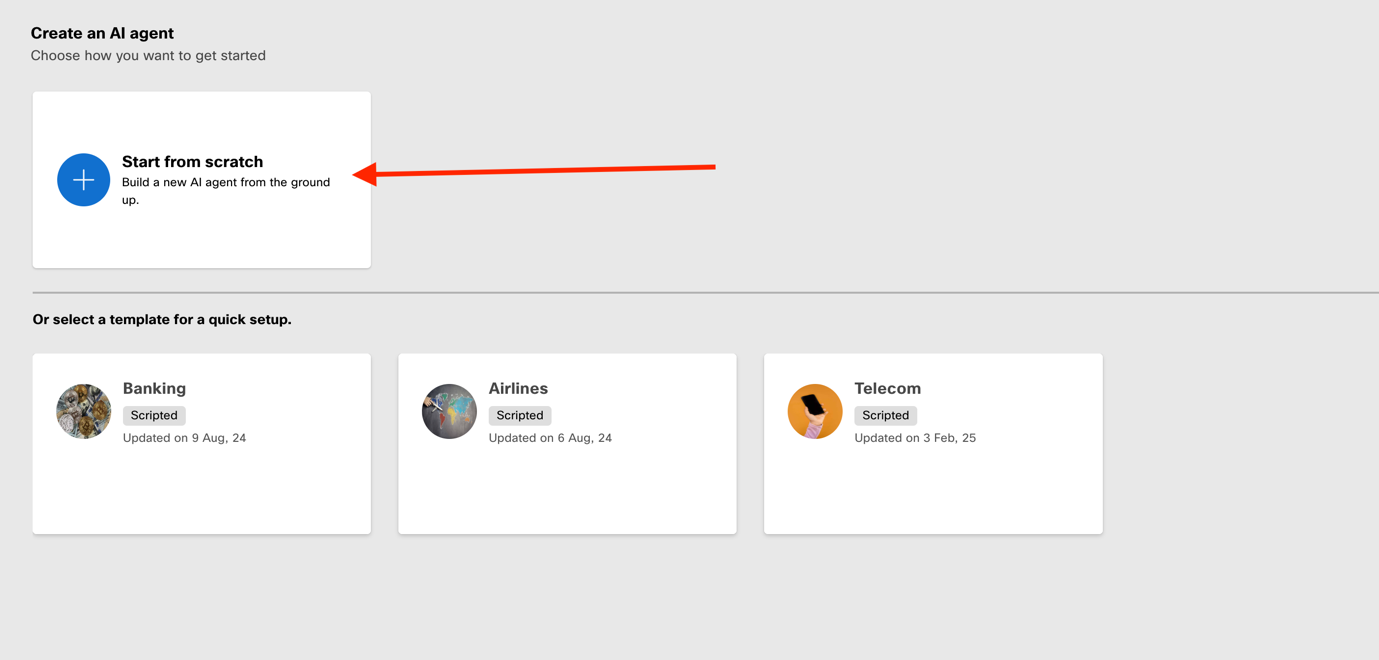 Create an AI agent
Choose how you want to get started
Start from scratch
Build a new AI agent from the ground
up.
Or select a template for a quick setup.
Banking
Scripted
Updated on 9 Aug, 24
Airlines
Scripted
Updated on 6 Aug, 24
Telecom
Scripted
Updated on 3 Feb, 25